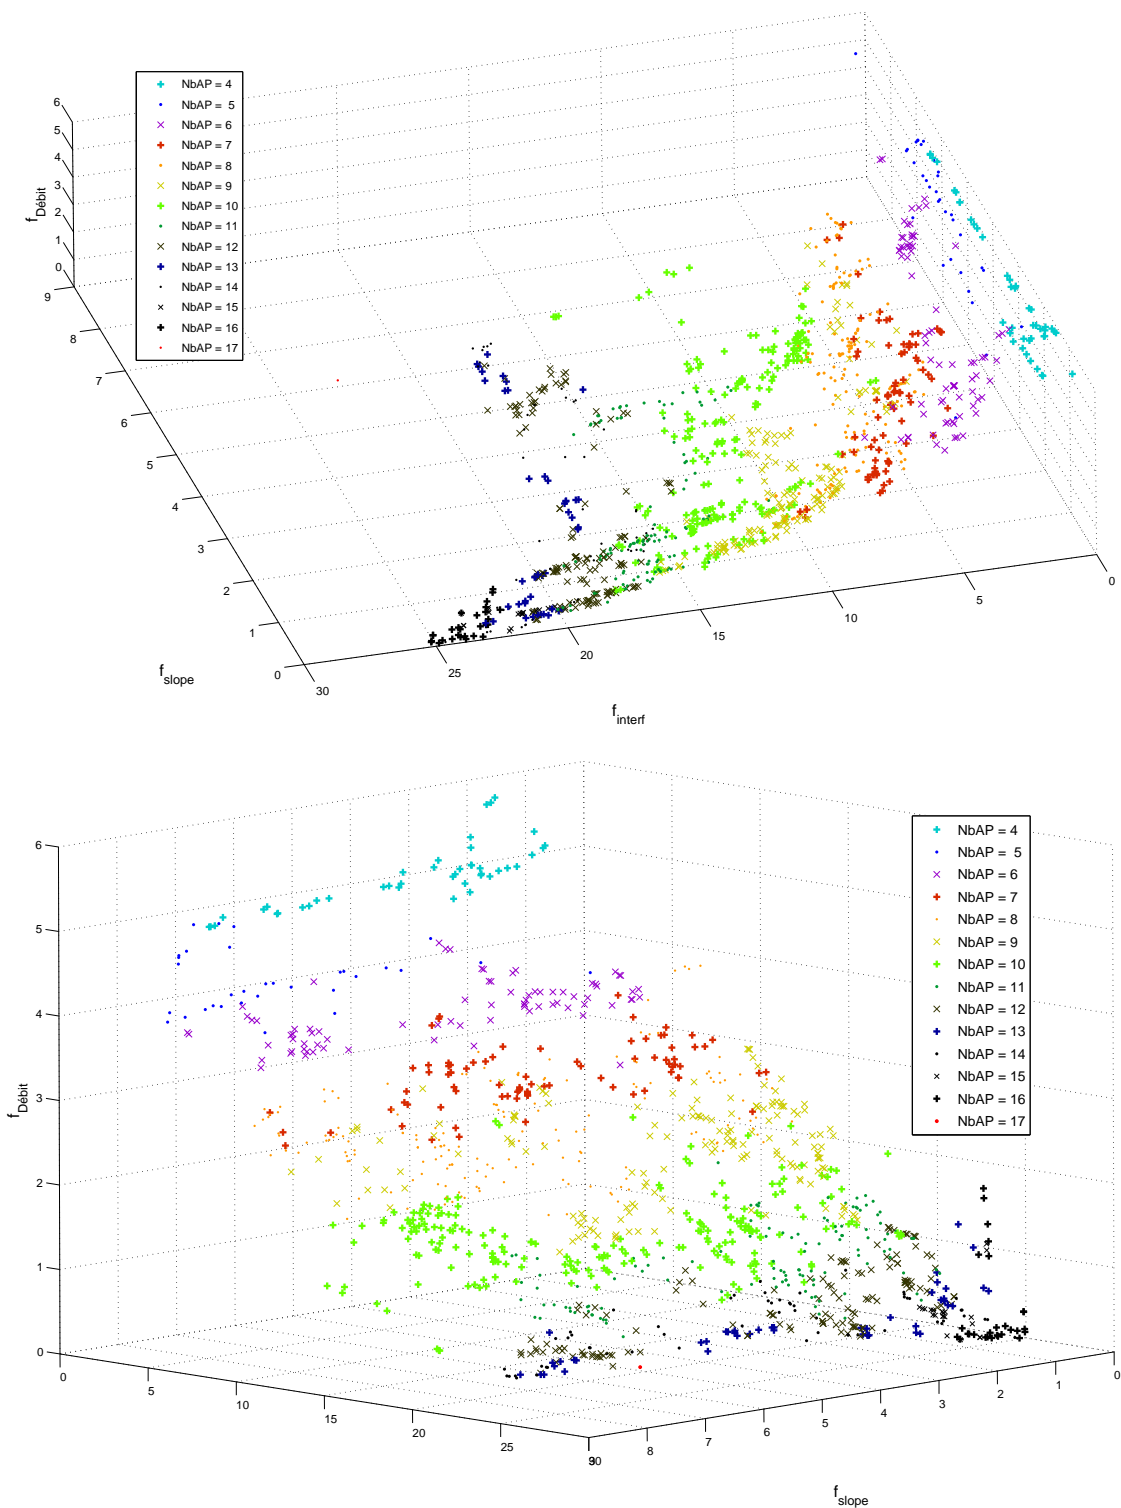 6
5
4
3
2
1
0
f_Débit
NbAP = 4
NbAP = 5
NbAP = 6
NbAP = 7
NbAP = 8
NbAP = 9
NbAP = 10
NbAP = 11
NbAP = 12
NbAP = 13
NbAP = 14
NbAP = 15
NbAP = 16
NbAP = 17
9
8
7
6
5
4
3
2
1
0
f_slope
30
25
20
15
10
5
0
f_interf
6
5
4
3
2
1
0
f_Débit
NbAP = 4
NbAP = 5
NbAP = 6
NbAP = 7
NbAP = 8
NbAP = 9
NbAP = 10
NbAP = 11
NbAP = 12
NbAP = 13
NbAP = 14
NbAP = 15
NbAP = 16
NbAP = 17
0
5
10
15
20
25
30
9
8
7
6
5
4
3
2
1
0
f_slope